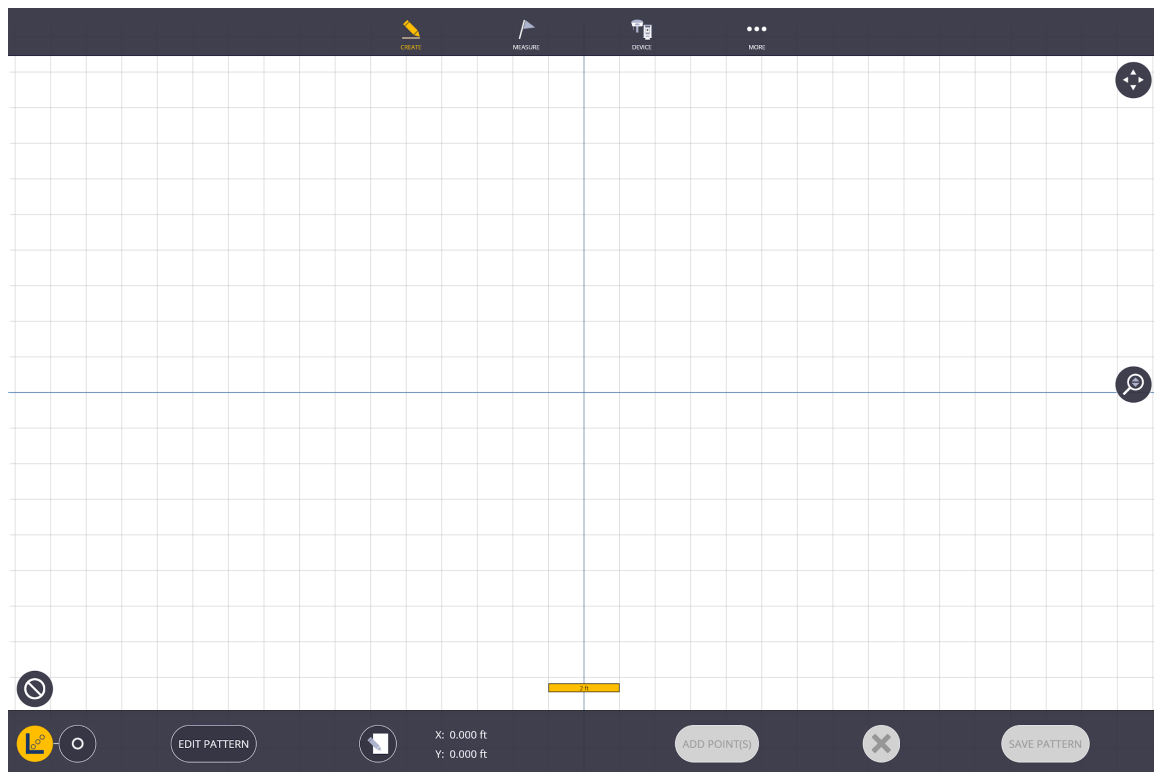 CREATE
MEASURE
DEVICE
MORE
2 ft
EDIT PATTERN
X: 0.000 ft
Y: 0.000 ft
ADD POINT(S)
SAVE PATTERN